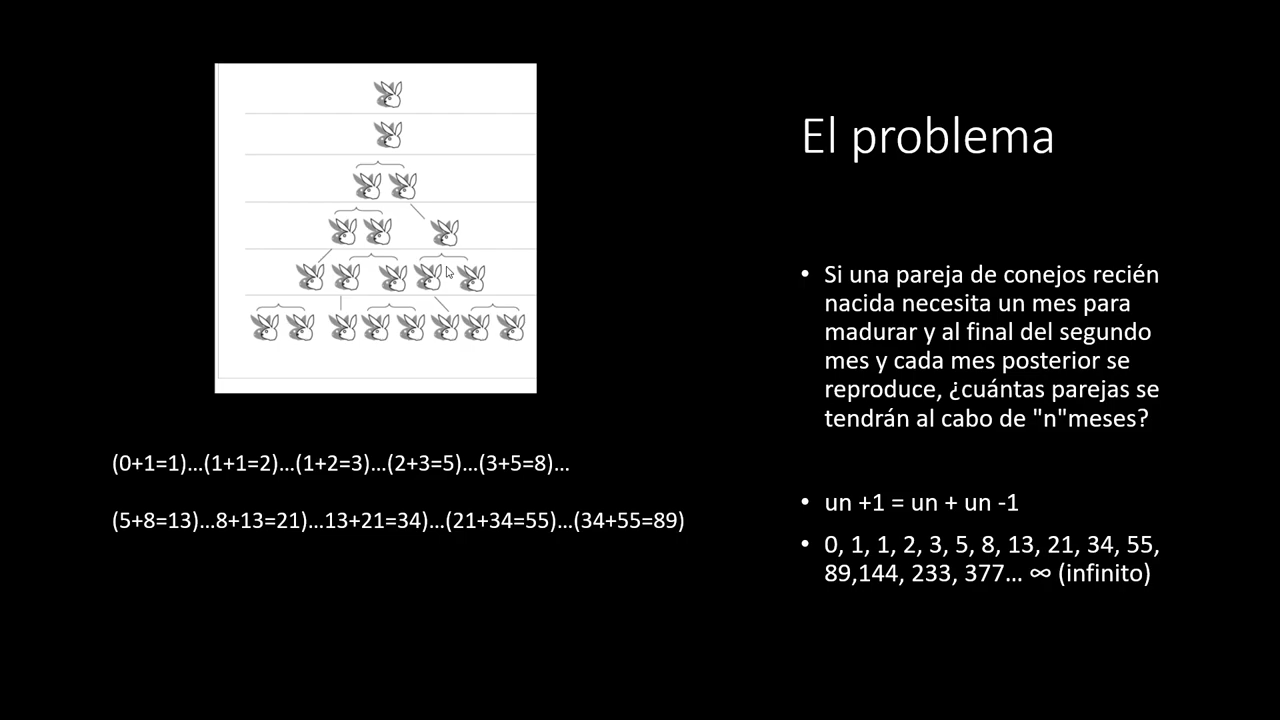 El problema
• Si una pareja de conejos recién
nacida necesita un mes para
madurar y al final del segundo
mes y cada mes posterior se
reproduce, ¿cuántas parejas se
tendrán al cabo de "n"meses?
• un +1 = un + un -1
• 0, 1, 1, 2, 3, 5, 8, 13, 21, 34, 55,
89,144, 233, 377... ∞ (infinito)
(0+1=1)...(1+1=2)...(1+2=3)...(2+3=5)...(3+5=8)...
(5+8=13)...8+13=21)...13+21=34)...(21+34=55)...(34+55=89)